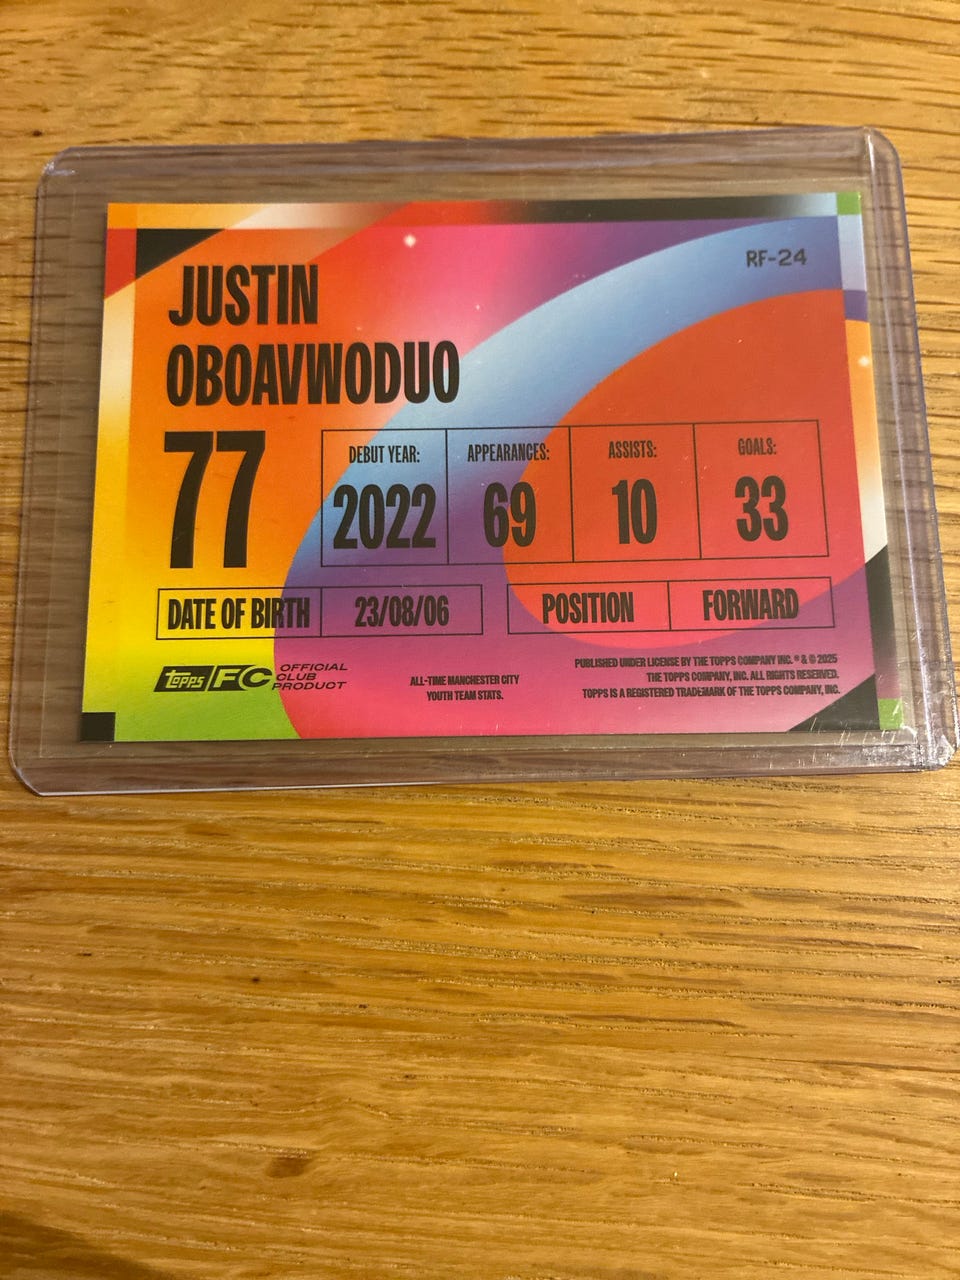 RF-24
JUSTIN
OBOAVWODUO
77
DEBUT YEAR:
2022
APPEARANCES:
69
ASSISTS:
10
GOALS:
33
DATE OF BIRTH
23/08/06
POSITION
FORWARD
TOPPS FC OFFICIAL
CLUB
PRODUCT
ALL-TIME MANCHESTER CITY
YOUTH TEAM STATS.
PUBLISHED UNDER LICENSE BY THE TOPPS COMPANY INC. ® & © 2025
THE TOPPS COMPANY, INC. ALL RIGHTS RESERVED.
TOPPS IS A REGISTERED TRADEMARK OF THE TOPPS COMPANY, INC.